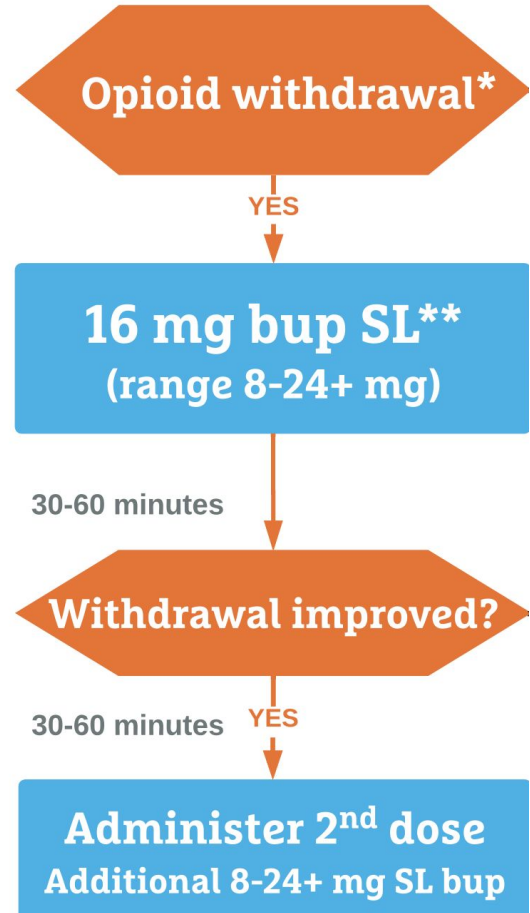 Opioid withdrawal*
YES
16 mg bup SL**
(range 8-24+ mg)
30-60 minutes
Withdrawal improved?
30-60 minutes
YES
Administer 2nd dose
Additional 8-24+ mg SL bup